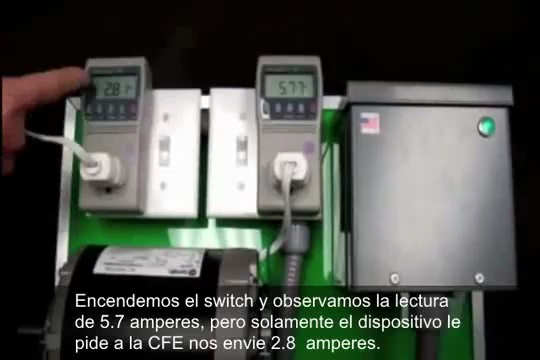 2.8
5.77
Encendemos el switch y observamos la lectura
de 5.7 amperes, pero solamente el dispositivo le
pide a la CFE nos envie 2.8  amperes.